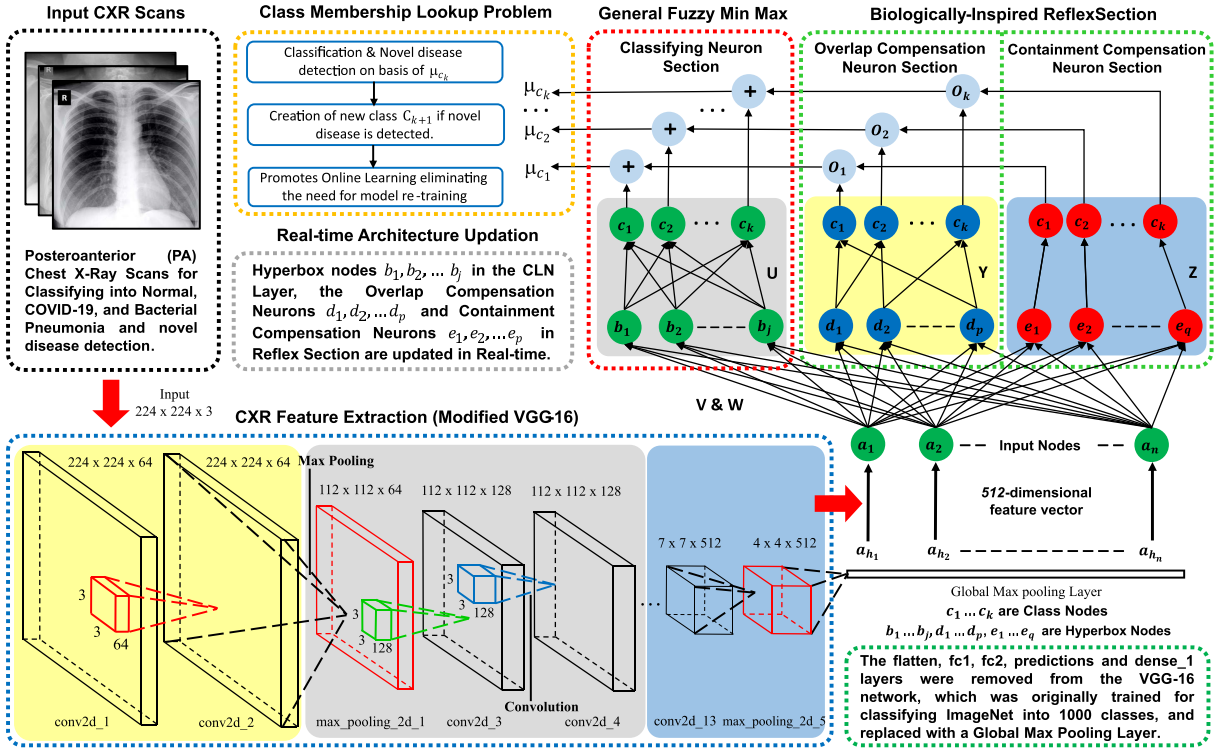 Input CXR Scans
R
R
Posteroanterior (PA)
Chest X-Ray Scans for
Classifying into Normal,
COVID-19, and Bacterial
Pneumonia and novel
disease detection.
Class Membership Lookup Problem
Classification & Novel disease
detection on basis of μ_{c_k}
Creation of new class C_{k+1} if novel
disease is detected.
Promotes Online Learning eliminating
the need for model re-training
μ_{c_k}
...
μ_{c_2}
μ_{c_1}
Real-time Architecture Updation
Hyperbox nodes b_1, b_2, ... b_j in the CLN
Layer, the Overlap Compensation
Neurons d_1, d_2, ... d_p and Containment
Compensation Neurons e_1, e_2, ... e_p in
Reflex Section are updated in Real-time.
General Fuzzy Min Max
Classifying Neuron
Section
+
...
+
+
c_1 c_2 ... c_k
U
b_1 b_2 b_j
Biologically-Inspired ReflexSection
Overlap Compensation
Neuron Section
O_k
O_2
O_1
c_1 c_2 ... c_k
Y
d_1 d_2 d_p
Containment Compensation
Neuron Section
c_1 c_2 ... c_k
Z
e_1 e_2 e_q
V & W
a_1 a_2 Input Nodes a_n
512-dimensional
feature vector
a_{h_1} a_{h_2} a_{h_n}
Global Max pooling Layer
c_1 ... c_k are Class Nodes
b_1 ... b_j, d_1 ... d_p, e_1 ... e_q are Hyperbox Nodes
Input
224 x 224 x 3
CXR Feature Extraction (Modified VGG-16)
224 x 224 x 64
3
3
64
conv2d_1
224 x 224 x 64
conv2d_2
Max Pooling
112 x 112 x 64
3
3
128
max_pooling_2d_1
112 x 112 x 128
3
3
128
conv2d_3
Convolution
112 x 112 x 128
conv2d_4
...
7 x 7 x 512
conv2d_13
4 x 4 x 512
max_pooling_2d_5
The flatten, fc1, fc2, predictions and dense_1
layers were removed from the VGG-16
network, which was originally trained for
classifying ImageNet into 1000 classes, and
replaced with a Global Max Pooling Layer.